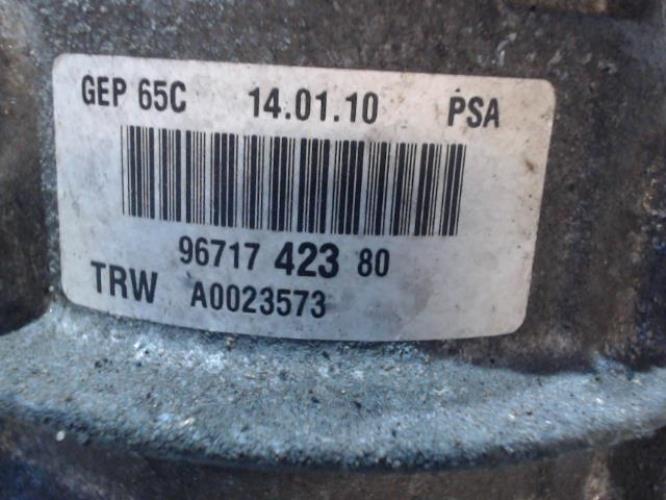 GEP 65C 14.01.10 PSA
96717 423 80
TRW A0023573